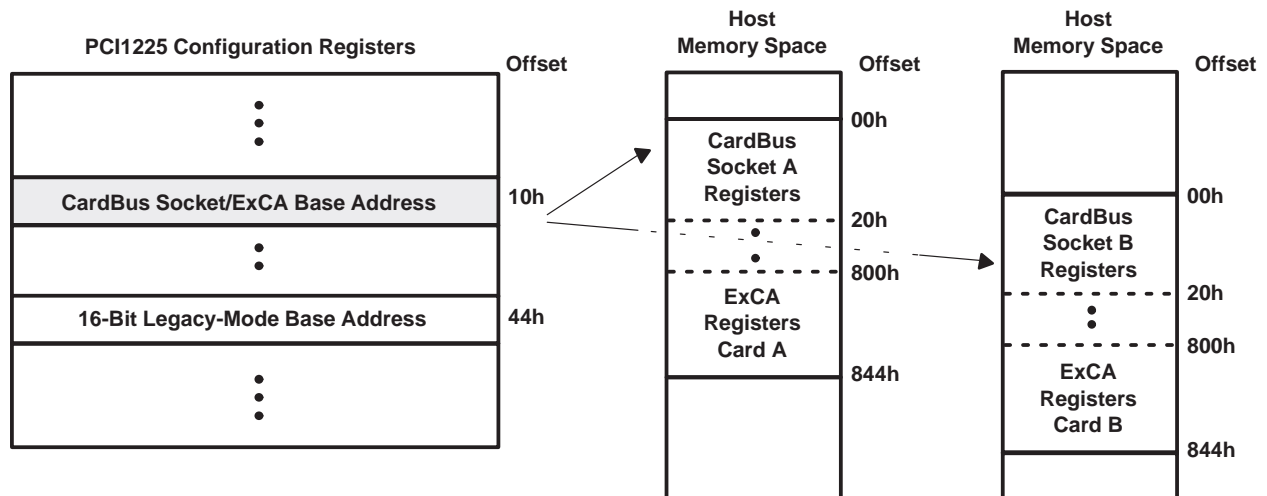 PCI1225 Configuration Registers
Offset
CardBus Socket/ExCA Base Address
10h
16-Bit Legacy-Mode Base Address
44h
Host
Memory Space
Offset
00h
CardBus
Socket A
Registers
20h
800h
ExCA
Registers
Card A
844h
Host
Memory Space
Offset
00h
CardBus
Socket B
Registers
20h
800h
ExCA
Registers
Card B
844h